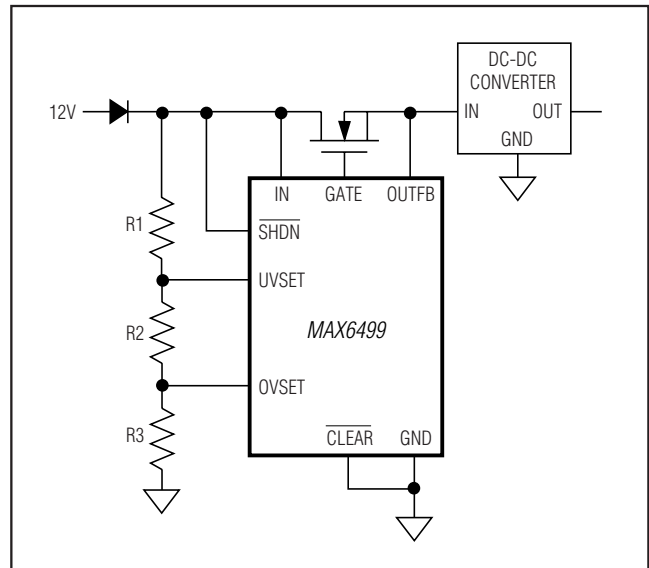 DC-DC
CONVERTER
12V
IN
OUT
GND
IN
GATE
OUTFB
R1
SHDN
UVSET
R2
MAX6499
OVSET
R3
CLEAR
GND